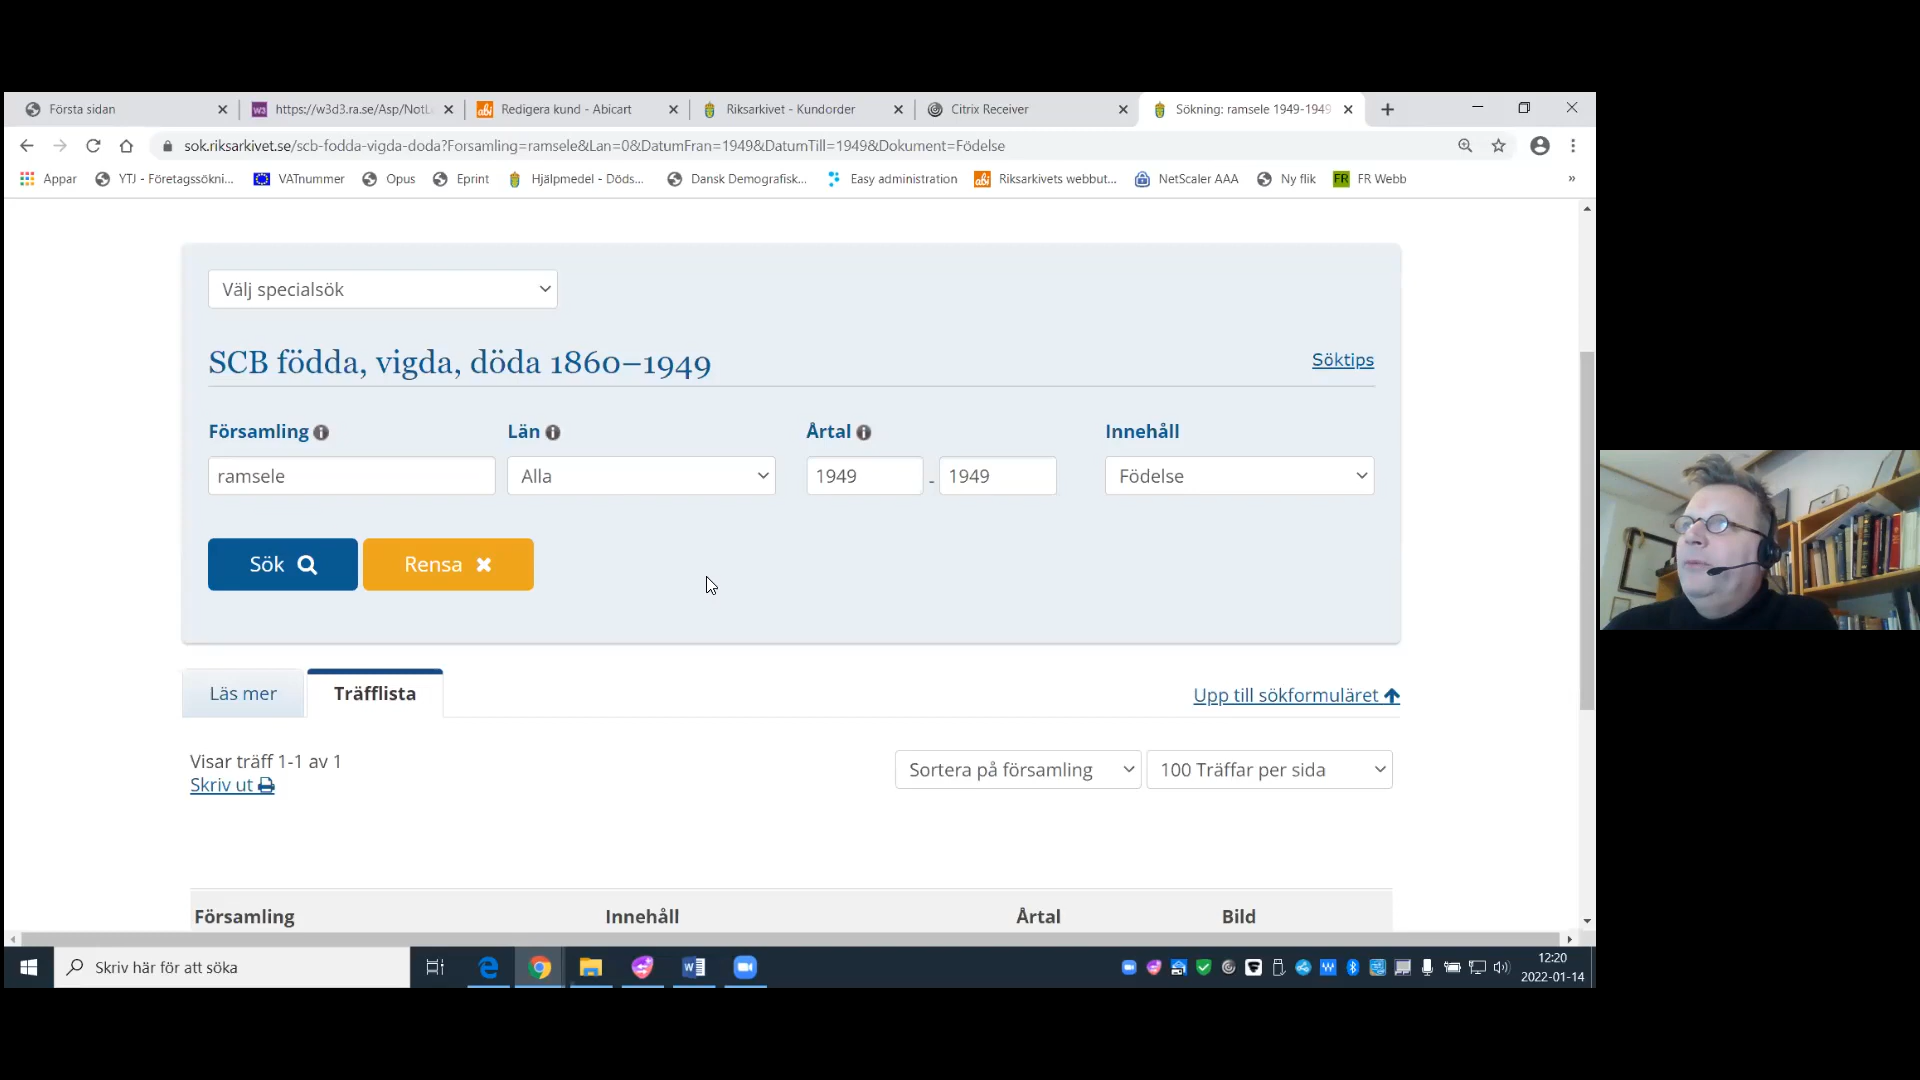 Första sidan
https://w3d3.ra.se/Asp/NotL
Redigera kund - Abicart
Riksarkivet - Kundorder
Citrix Receiver
Sökning: ramsele 1949-1949
sok.riksarkivet.se/scb-fodda-vigda-doda?Forsamling=ramsele&Lan=0&DatumFran=1949&DatumTill=1949&Dokument=Födelse
Appar
YTJ - Företagssökni...
VATnummer
Opus
Eprint
Hjälpmedel - Döds...
Dansk Demografisk...
Easy administration
abi Riksarkivets webbut...
NetScaler AAA
Ny flik
FR FR Webb
»
Välj specialsök
SCB födda, vigda, döda 1860–1949
Söktips
Församling
Län
Årtal
Innehåll
ramsele
Alla
1949 - 1949
Födelse
Sök
Rensa
Läs mer
Träfflista
Upp till sökformuläret
Visar träff 1-1 av 1
Skriv ut
Sortera på församling
100 Träffar per sida
Församling
Innehåll
Årtal
Bild
Skriv här för att söka
12:20
2022-01-14